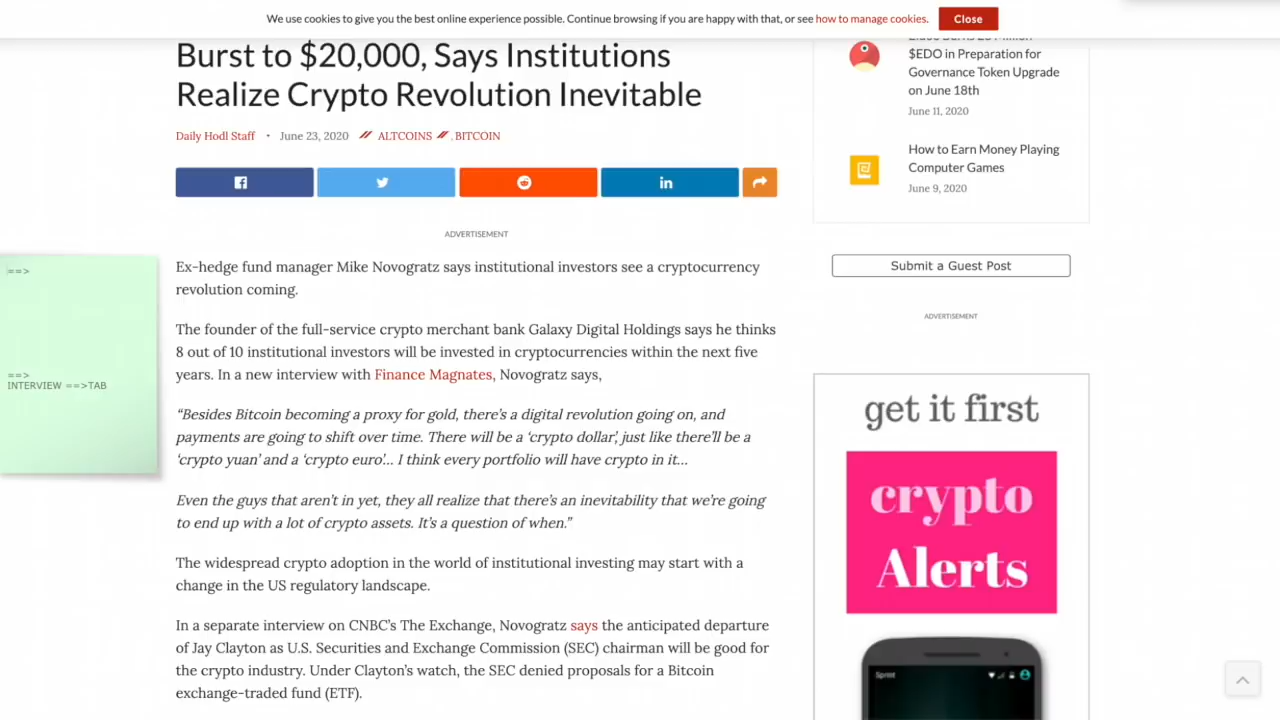 We use cookies to give you the best online experience possible. Continue browsing if you are happy with that, or see how to manage cookies. Close
Burst to $20,000, Says Institutions
Realize Crypto Revolution Inevitable
Daily Hodl Staff • June 23, 2020 // ALTCOINS // , BITCOIN
ADVERTISEMENT
==>
==>
INTERVIEW ==>TAB
Ex-hedge fund manager Mike Novogratz says institutional investors see a cryptocurrency
revolution coming.
The founder of the full-service crypto merchant bank Galaxy Digital Holdings says he thinks
8 out of 10 institutional investors will be invested in cryptocurrencies within the next five
years. In a new interview with Finance Magnates, Novogratz says,
“Besides Bitcoin becoming a proxy for gold, there’s a digital revolution going on, and
payments are going to shift over time. There will be a ‘crypto dollar’, just like there’ll be a
‘crypto yuan’ and a ‘crypto euro’… I think every portfolio will have crypto in it…
Even the guys that aren’t in yet, they all realize that there’s an inevitability that we’re going
to end up with a lot of crypto assets. It’s a question of when.”
The widespread crypto adoption in the world of institutional investing may start with a
change in the US regulatory landscape.
In a separate interview on CNBC’s The Exchange, Novogratz says the anticipated departure
of Jay Clayton as U.S. Securities and Exchange Commission (SEC) chairman will be good for
the crypto industry. Under Clayton’s watch, the SEC denied proposals for a Bitcoin
exchange-traded fund (ETF).
$EDO in Preparation for
Governance Token Upgrade
on June 18th
June 11, 2020
How to Earn Money Playing
Computer Games
June 9, 2020
Submit a Guest Post
ADVERTISEMENT
get it first
crypto
Alerts
Sprint